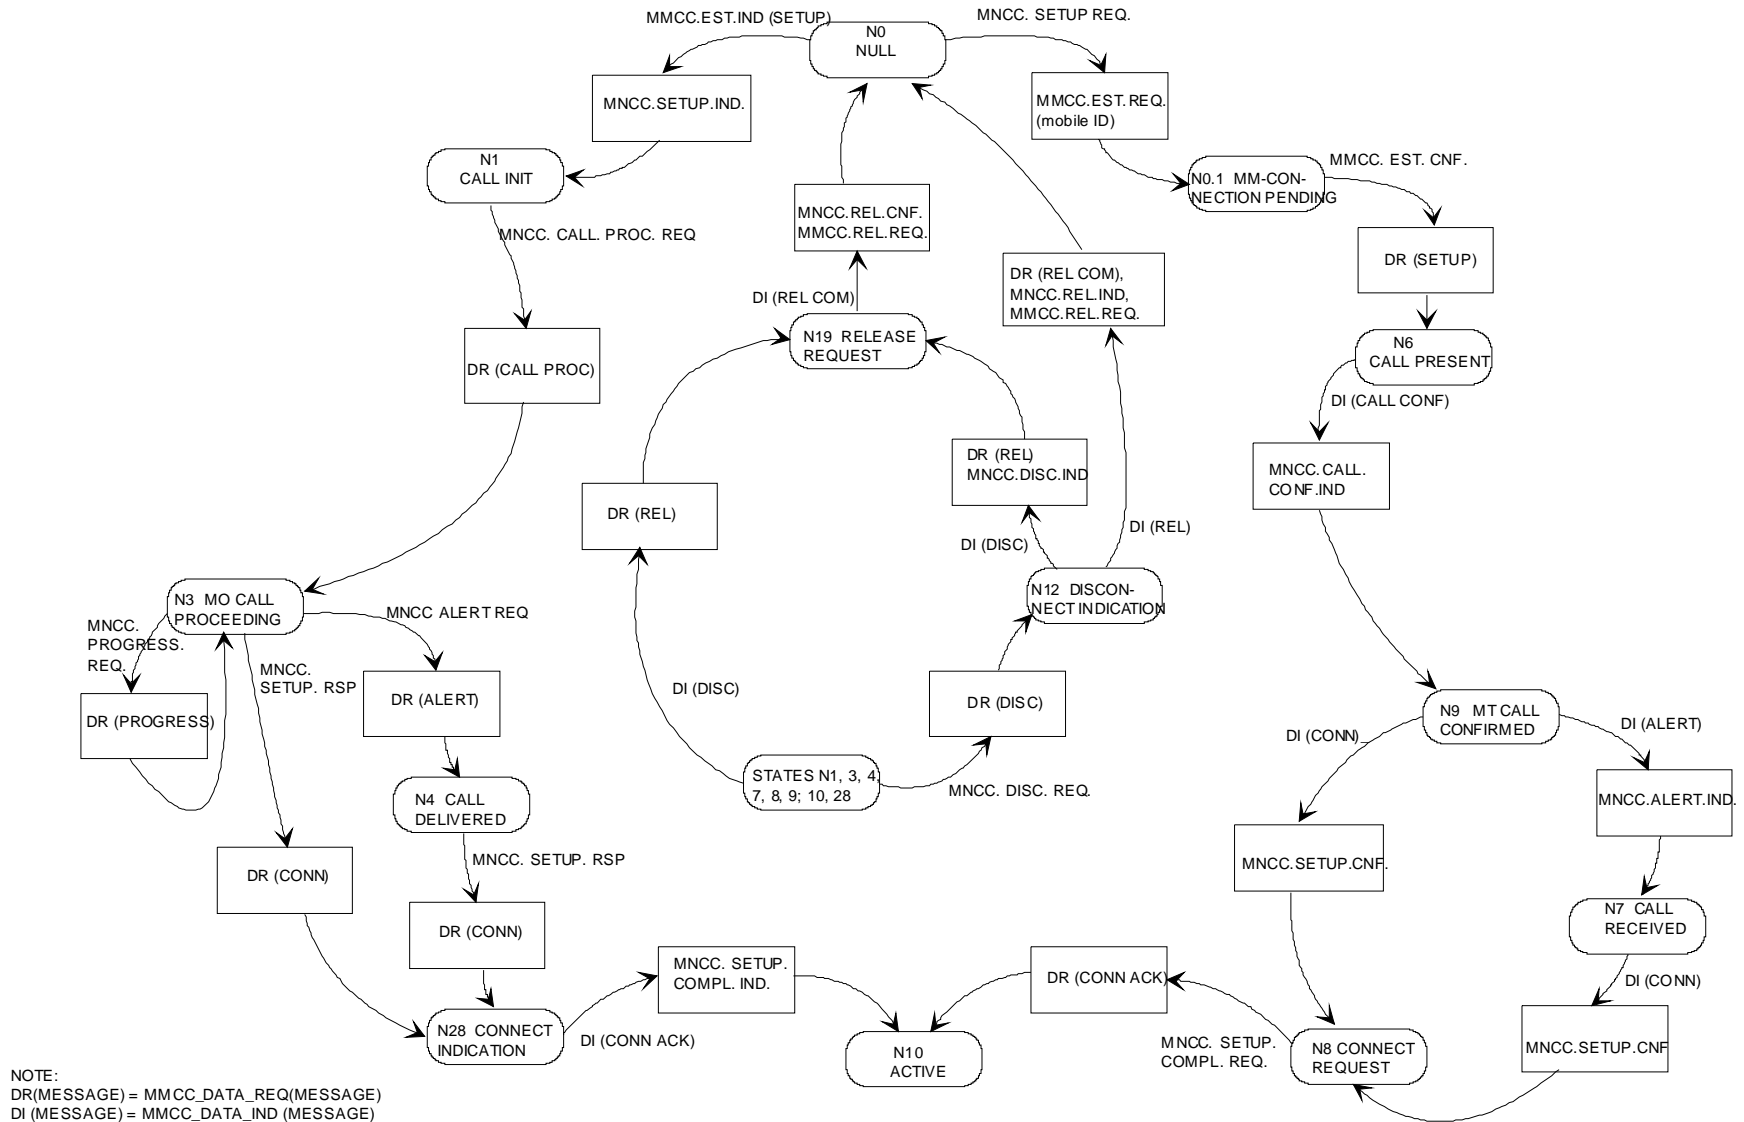 MMCC.EST.IND (SETUP)
N0
NULL
MNCC. SETUP REQ.
MNCC.SETUP.IND.
MMCC.EST.REQ.
(mobile ID)
N1
CALL INIT
MMCC. EST. CNF.
N0.1 MM-CON-
NECTION PENDING
MNCC. CALL. PROC. REQ
MNCC.REL.CNF.
MMCC.REL.REQ.
DR (SETUP)
DR (REL COM),
MNCC.REL.IND,
MMCC.REL.REQ.
DI (REL COM)
N19 RELEASE
REQUEST
N6
CALL PRESENT
DR (CALL PROC)
DI (CALL CONF)
DR (REL)
MNCC.DISC.IND
MNCC.CALL.
CONF.IND
DR (REL)
DI (REL)
DI (DISC)
N12 DISCON-
NECT INDICATION
N3 MO CALL
PROCEEDING
MNCC ALERT REQ
MNCC.
PROGRESS.
REQ.
MNCC.
SETUP. RSP
DI (DISC)
DR (ALERT)
DR (DISC)
DR (PROGRESS)
N9 MT CALL
CONFIRMED
DI (CONN)
DI (ALERT)
STATES N1, 3, 4,
7, 8, 9; 10, 28
MNCC. DISC. REQ.
N4 CALL
DELIVERED
MNCC.ALERT.IND.
MNCC. SETUP. RSP
MNCC.SETUP.CNF.
DR (CONN)
N7 CALL
RECEIVED
DR (CONN)
MNCC. SETUP.
COMPL. IND.
DR (CONN ACK)
DI (CONN)
N28 CONNECT
INDICATION
DI (CONN ACK)
N10
ACTIVE
MNCC. SETUP.
COMPL. REQ.
N8 CONNECT
REQUEST
MNCC.SETUP.CNF
NOTE:
DR(MESSAGE) = MMCC_DATA_REQ(MESSAGE)
DI (MESSAGE) = MMCC_DATA_IND (MESSAGE)